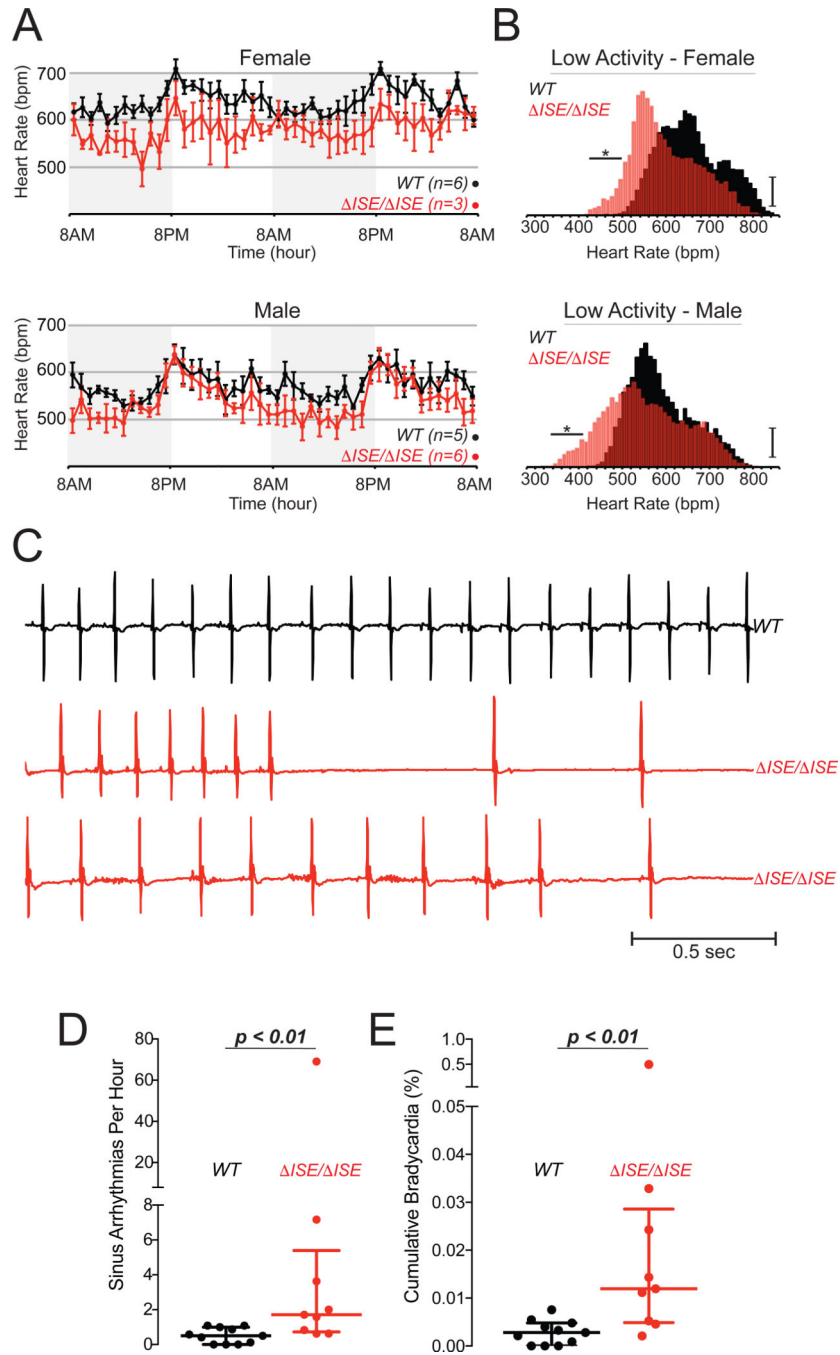 A
Female
Heart Rate (bpm)
700
600
500
WT (n=6)
ΔISE/ΔISE (n=3)
8AM 8PM 8AM 8PM 8AM
Time (hour)
Male
Heart Rate (bpm)
700
600
500
WT (n=5)
ΔISE/ΔISE (n=6)
8AM 8PM 8AM 8PM 8AM
Time (hour)
B
Low Activity - Female
WT
ΔISE/ΔISE
*
300 400 500 600 700 800
Heart Rate (bpm)
Low Activity - Male
WT
ΔISE/ΔISE
*
300 400 500 600 700 800
Heart Rate (bpm)
C
WT
ΔISE/ΔISE
ΔISE/ΔISE
0.5 sec
D
p < 0.01
Sinus Arrhythmias Per Hour
80
60
40
20
8
6
4
2
0
WT
ΔISE/ΔISE
E
p < 0.01
Cumulative Bradycardia (%)
1.0
0.5
0.05
0.03
0.02
0.010
0.00
WT
ΔISE/ΔISE